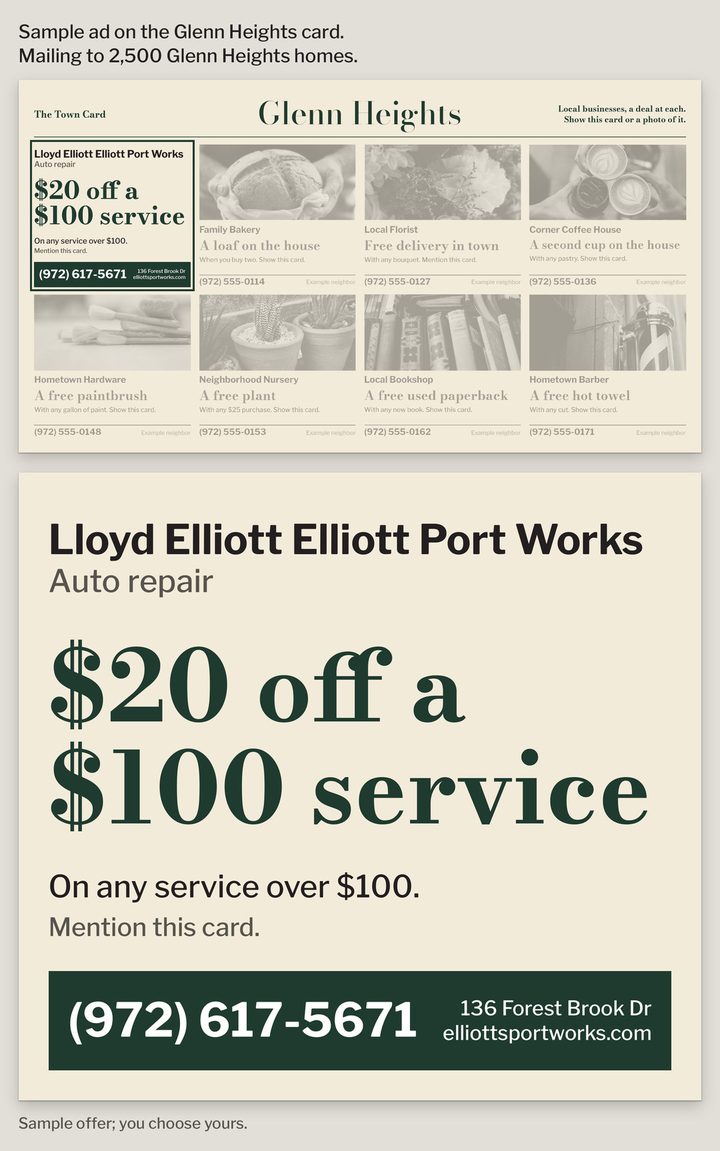 Sample ad on the Glenn Heights card.
Mailing to 2,500 Glenn Heights homes.
The Town Card
Glenn Heights
Local businesses, a deal at each.
Show this card or a photo of it.
Lloyd Elliott Elliott Port Works
Auto repair
$20 off a
$100 service
On any service over $100.
Mention this card.
(972) 617-5671
136 Forest Brook Dr
elliottsportworks.com
Family Bakery
A loaf on the house
When you buy two. Show this card.
(972) 555-0114
Example neighbor
Local Florist
Free delivery in town
With any bouquet. Mention this card.
(972) 555-0127
Example neighbor
Corner Coffee House
A second cup on the house
With any pastry. Show this card.
(972) 555-0136
Example neighbor
Hometown Hardware
A free paintbrush
With any gallon of paint. Show this card.
(972) 555-0148
Example neighbor
Neighborhood Nursery
A free plant
With any $25 purchase. Show this card.
(972) 555-0153
Example neighbor
Local Bookshop
A free used paperback
With any new book. Show this card.
(972) 555-0162
Example neighbor
Hometown Barber
A free hot towel
With any cut. Show this card.
(972) 555-0171
Example neighbor
Lloyd Elliott Elliott Port Works
Auto repair
$20 off a
$100 service
On any service over $100.
Mention this card.
(972) 617-5671
136 Forest Brook Dr
elliottsportworks.com
Sample offer; you choose yours.